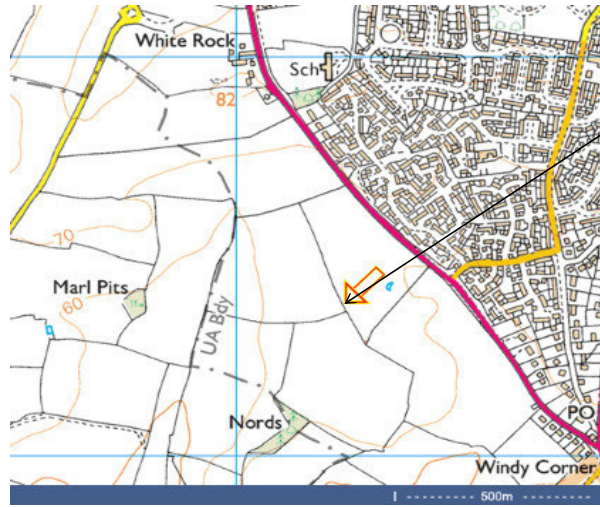 White Rock
Sch
82
70
Marl Pits
60
UA Bdy
Nords
PO
Windy Corner
500m